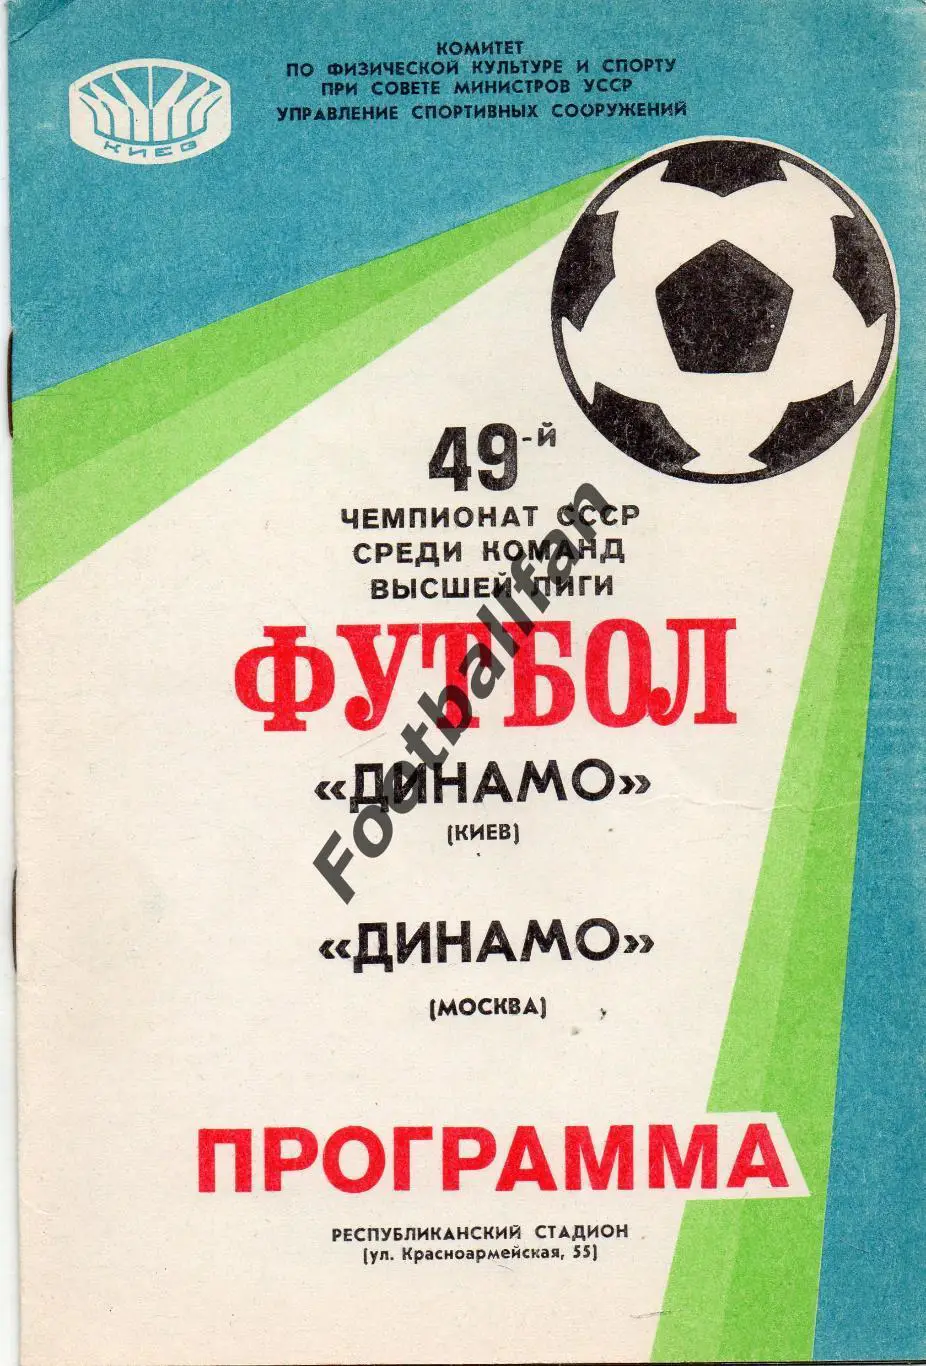 КОМИТЕТ
ПО ФИЗИЧЕСКОЙ КУЛЬТУРЕ И СПОРТУ
ПРИ СОВЕТЕ МИНИСТРОВ УССР
УПРАВЛЕНИЕ СПОРТИВНЫХ СООРУЖЕНИЙ
КИЕВ
49-й
ЧЕМПИОНАТ СССР
СРЕДИ КОМАНД
ВЫСШЕЙ ЛИГИ
ФУТБОЛ
«ДИНАМО»
(КИЕВ)
«ДИНАМО»
(МОСКВА)
ПРОГРАММА
РЕСПУБЛИКАНСКИЙ СТАДИОН
(ул. Красноармейская, 55)
Footballfan